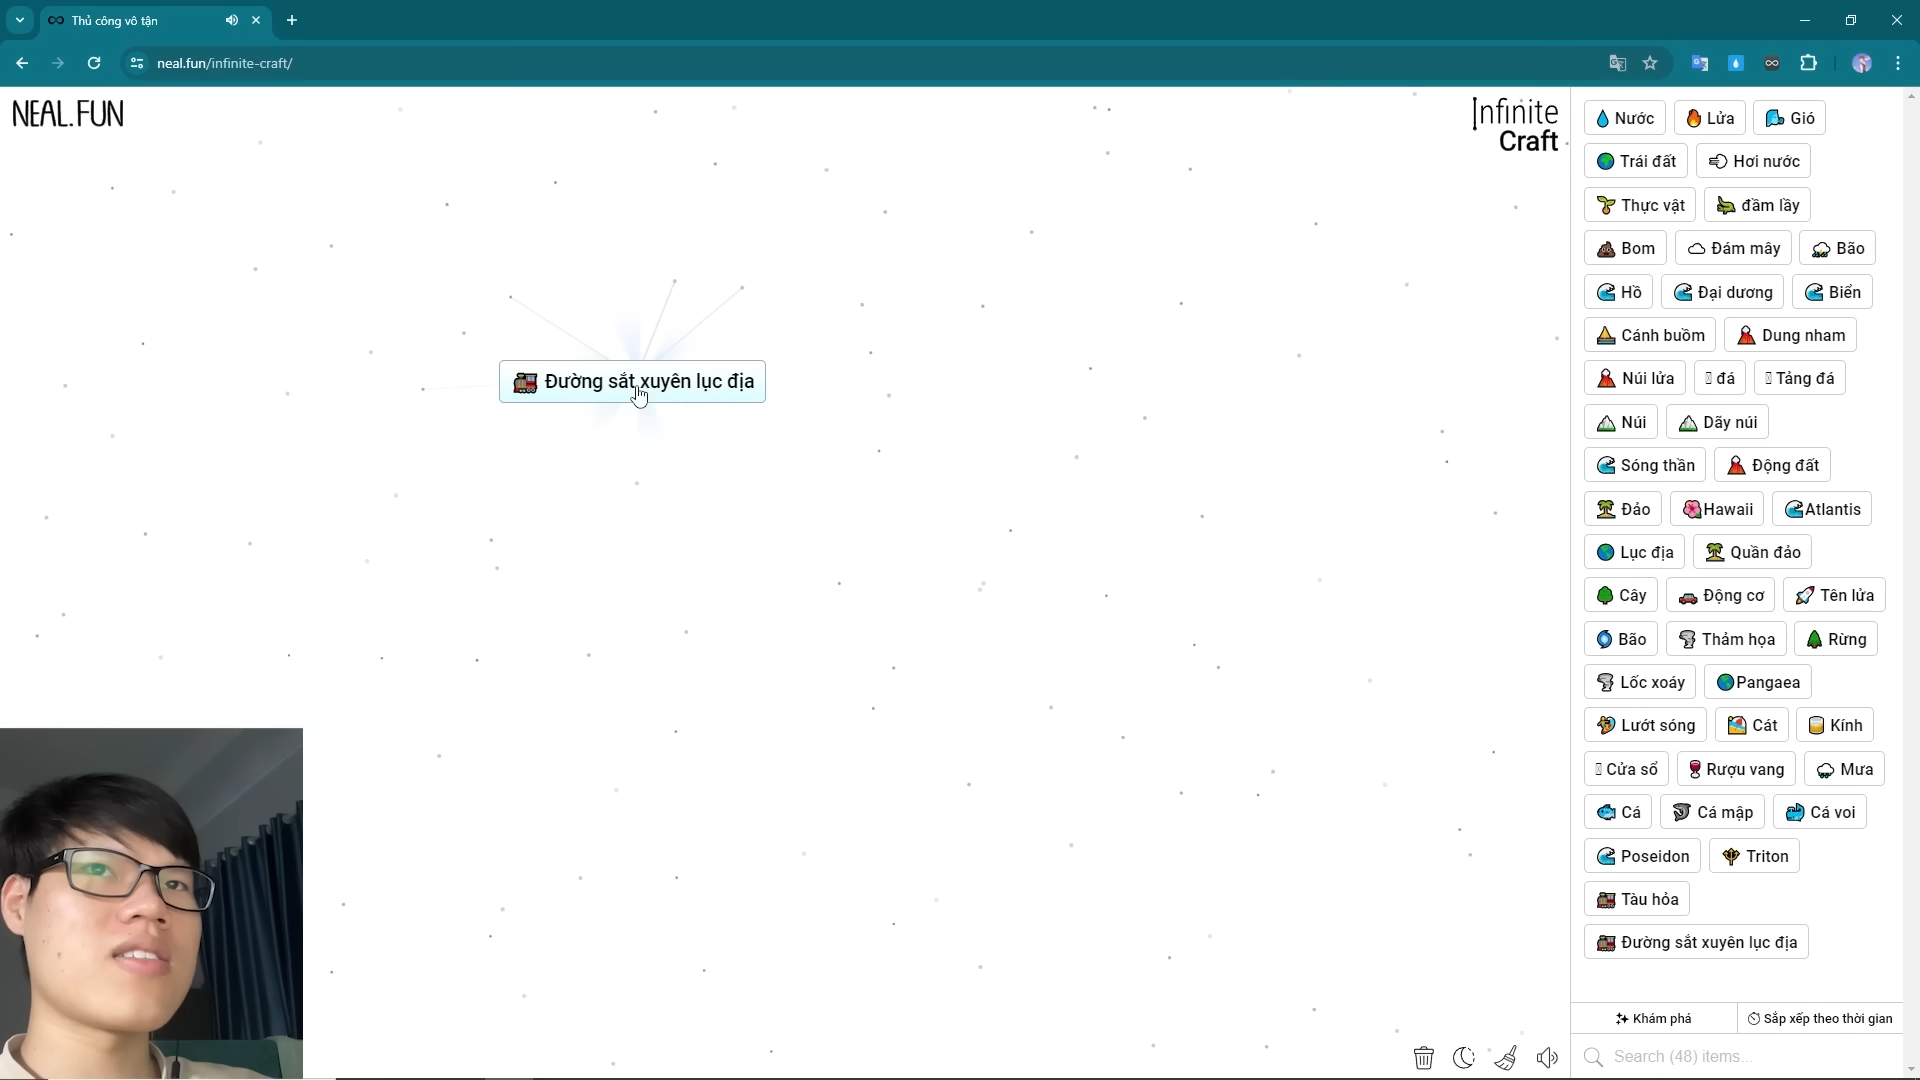 Thủ công vô tận
neal.fun/infinite-craft/
NEAL.FUN
Infinite
Craft
Nước
Lửa
Gió
Trái đất
Hơi nước
Thực vật
đầm lầy
Bom
Đám mây
Bão
Hồ
Đại dương
Biển
Cánh buồm
Dung nham
Núi lửa
đá
Tảng đá
Núi
Dãy núi
Sóng thần
Động đất
Đảo
Hawaii
Atlantis
Lục địa
Quần đảo
Cây
Động cơ
Tên lửa
Bão
Thảm họa
Rừng
Lốc xoáy
Pangaea
Lướt sóng
Cát
Kính
Cửa sổ
Rượu vang
Mưa
Cá
Cá mập
Cá voi
Poseidon
Triton
Tàu hỏa
Đường sắt xuyên lục địa
Đường sắt xuyên lục địa
Khám phá
Sắp xếp theo thời gian
Search (48) items...